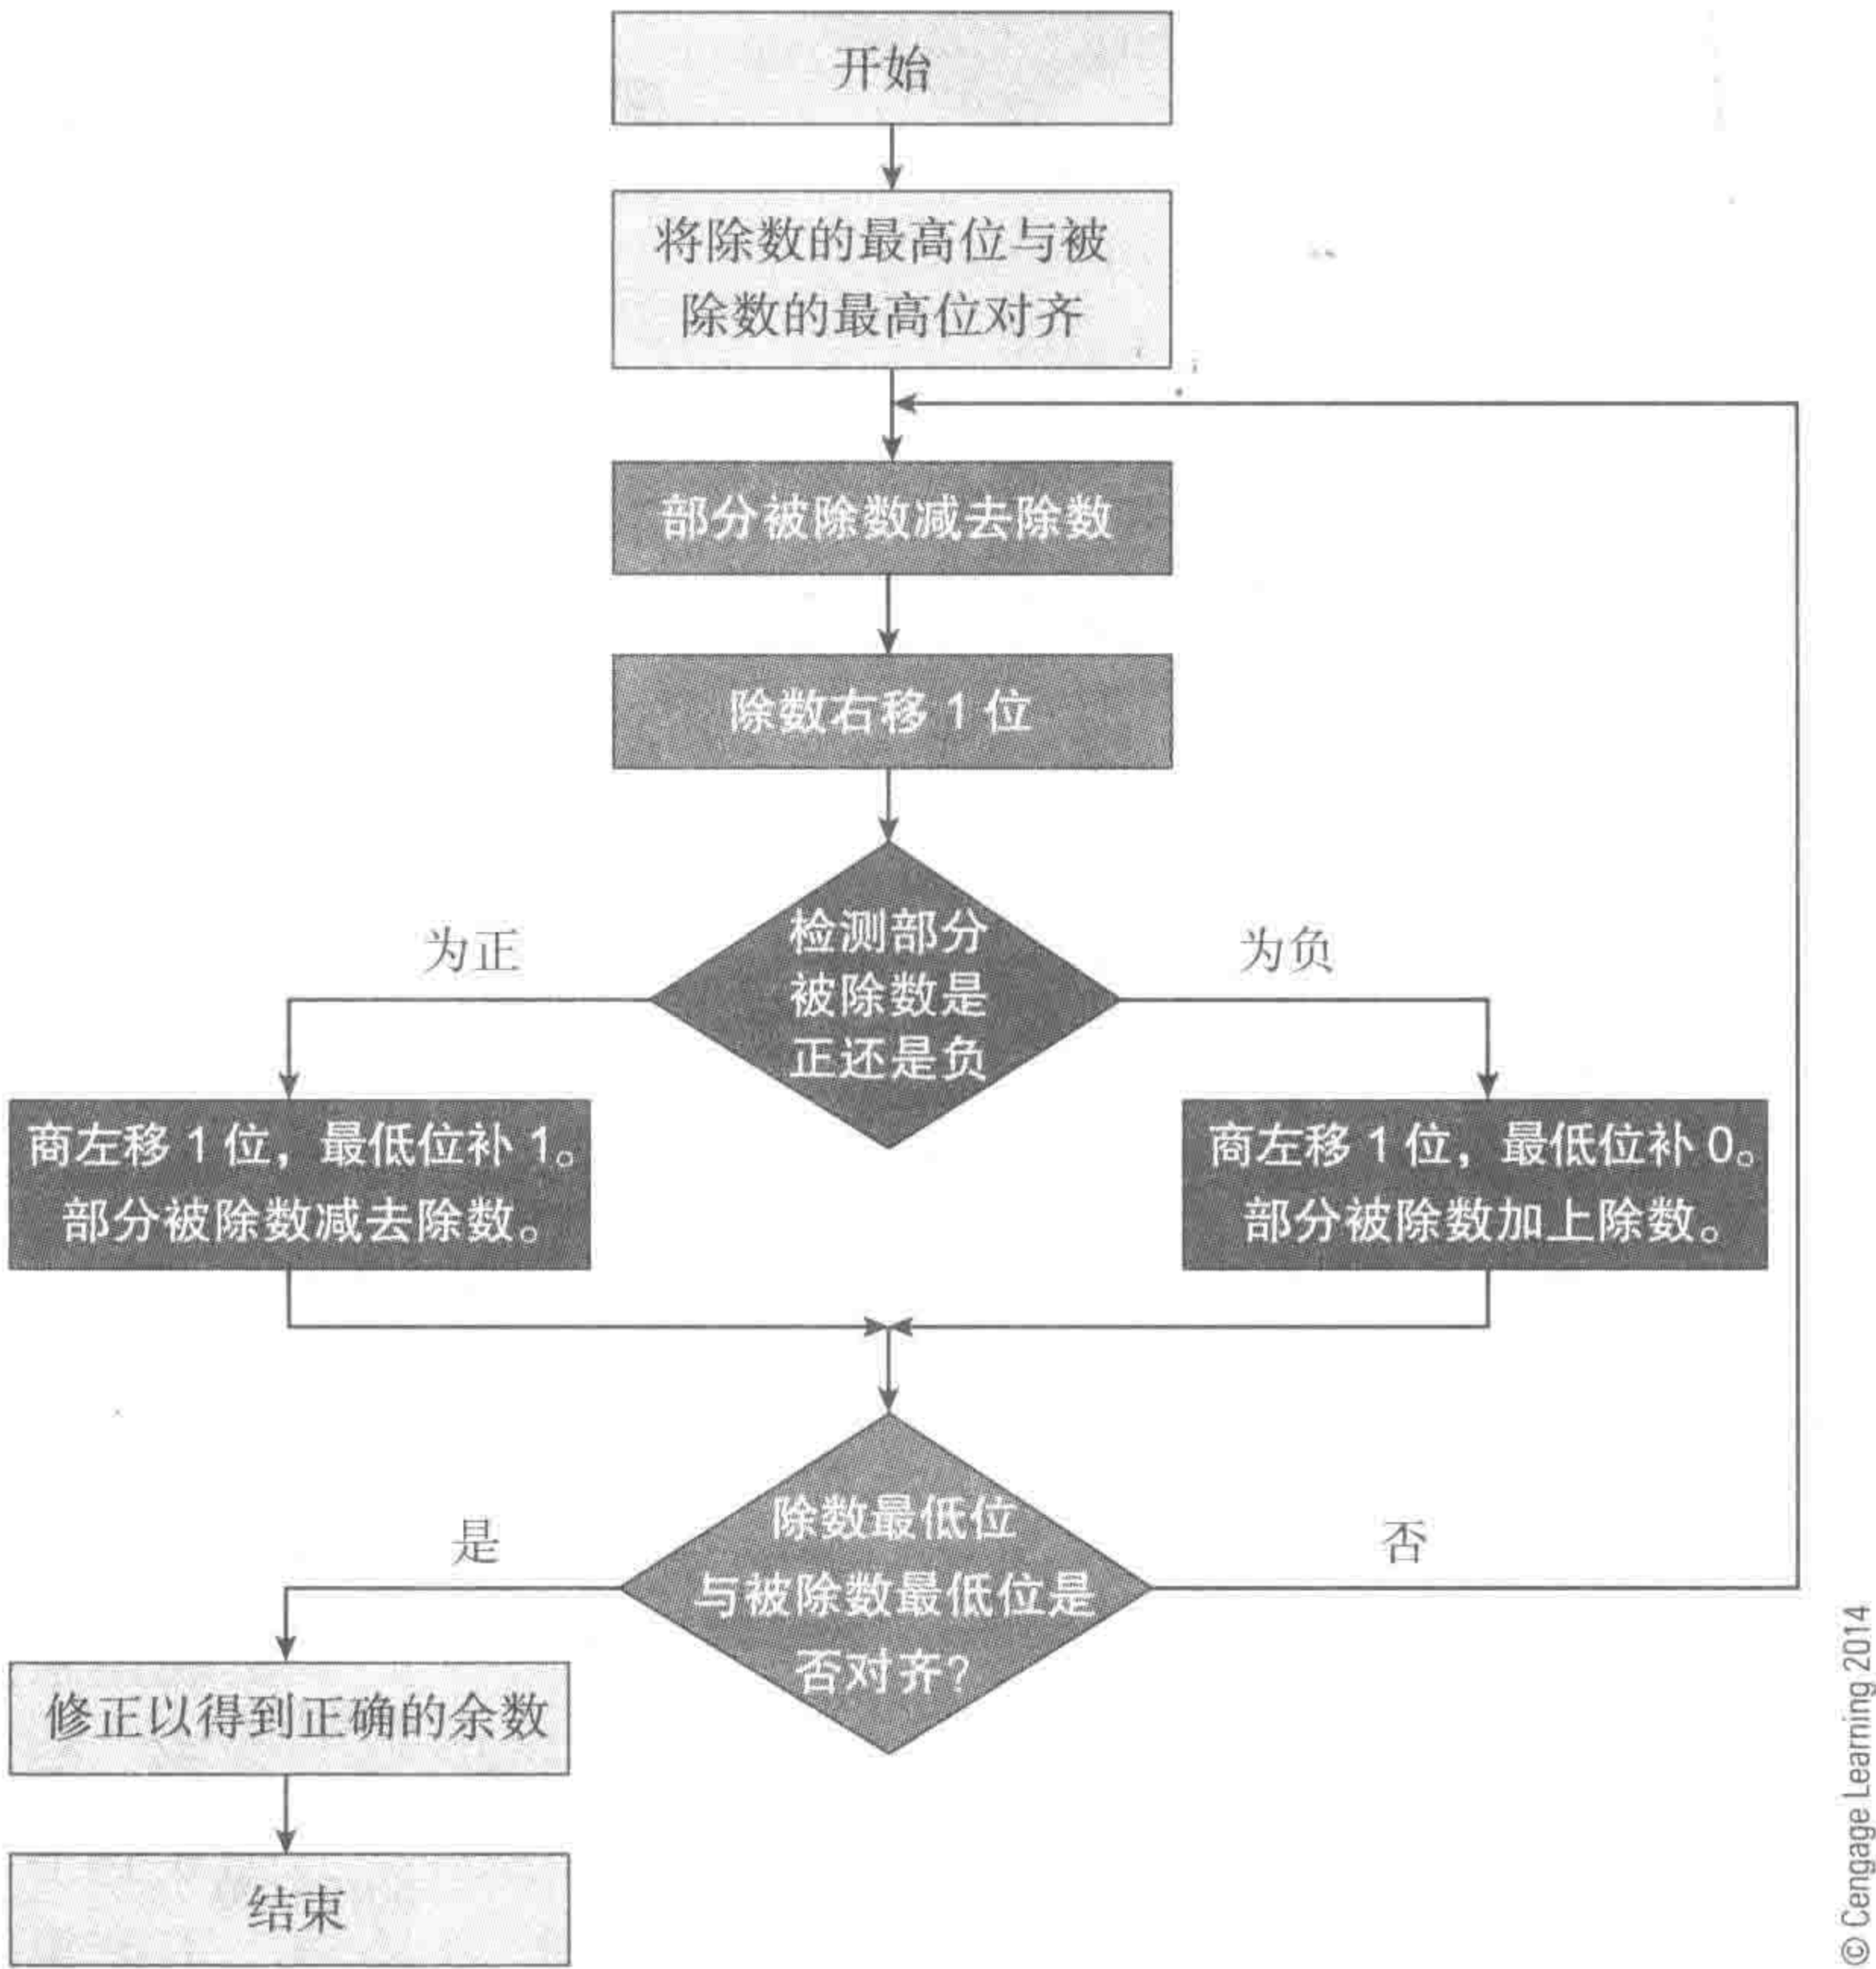 开始
将除数的最高位与被
除数的最高位对齐
部分被除数减去除数
除数右移 1 位
检测部分
被除数是
正还是负
为正
为负
商左移 1 位，最低位补 1。
部分被除数减去除数。
商左移 1 位，最低位补 0。
部分被除数加上除数。
除数最低位
与被除数最低位是
否对齐？
是
否
修正以得到正确的余数
结束
© Cengage Learning 2014